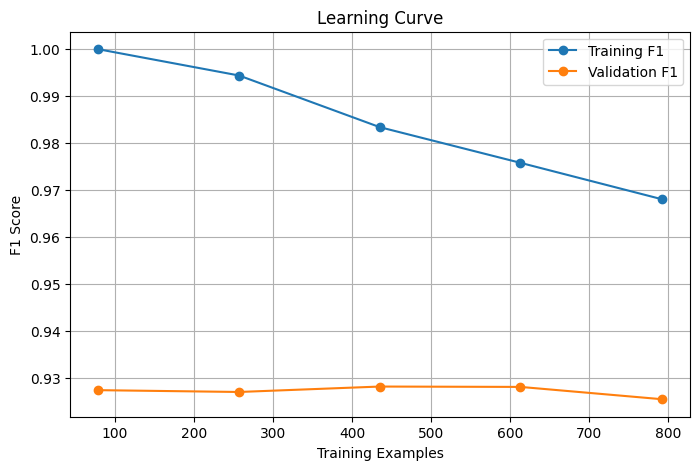 Learning Curve
Training F1
Validation F1
F1 Score
1.00
0.99
0.98
0.97
0.96
0.95
0.94
0.93
100 200 300 400 500 600 700 800
Training Examples